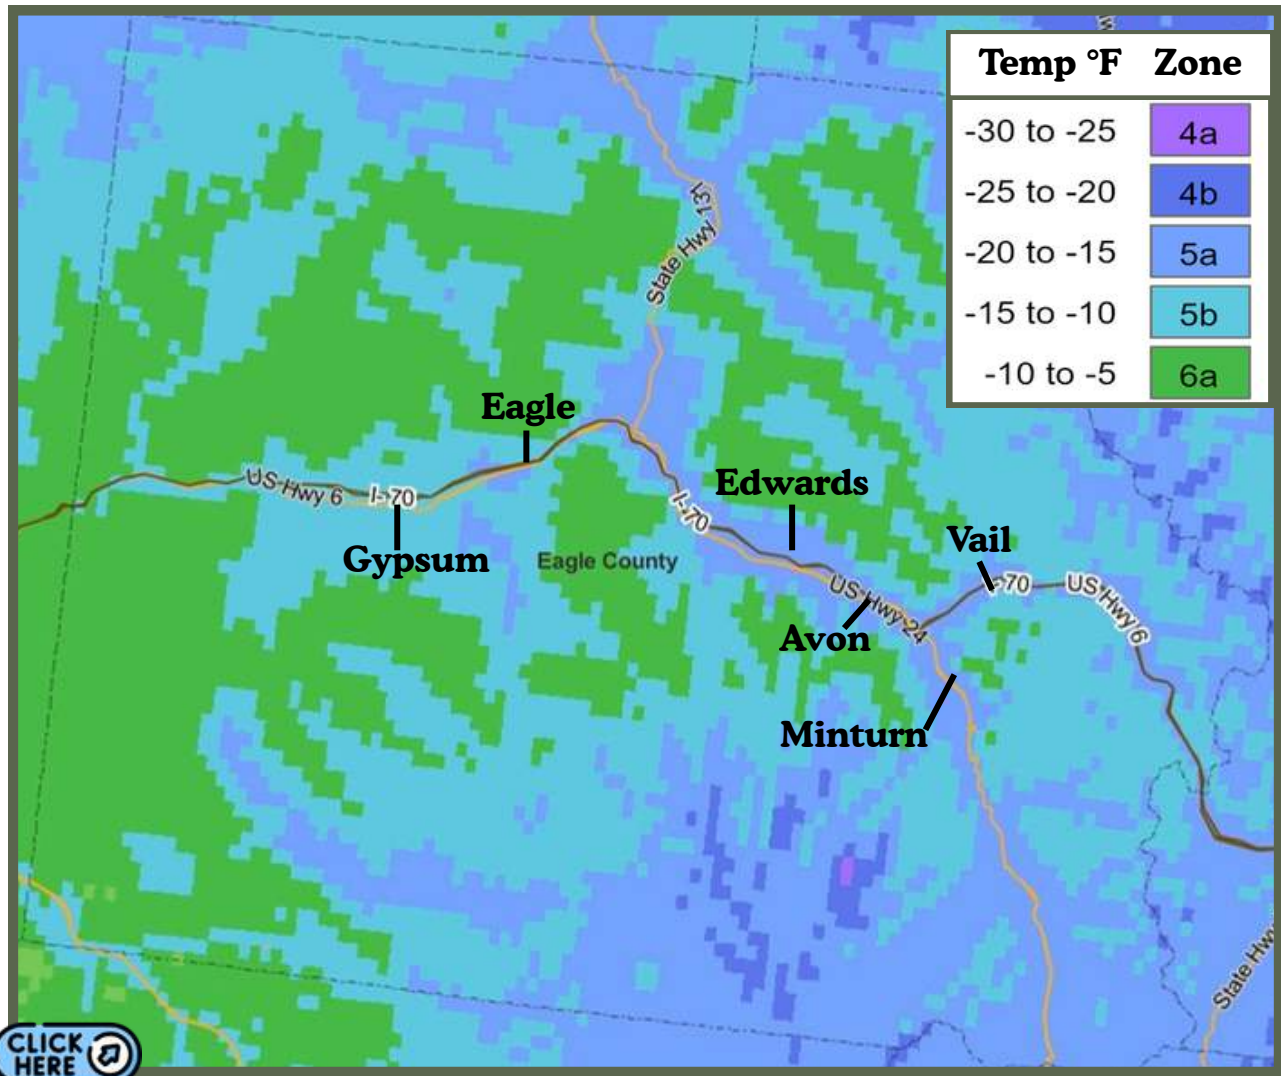 Temp °F Zone
-30 to -25 4a
-25 to -20 4b
-20 to -15 5a
-15 to -10 5b
-10 to -5 6a
State Hwy 131
Eagle
US Hwy 6
I-70
Gypsum
Eagle County
I-70
Edwards
Vail
I-70
US Hwy 6
US Hwy 24
Avon
Minturn
State Hwy
CLICK
HERE